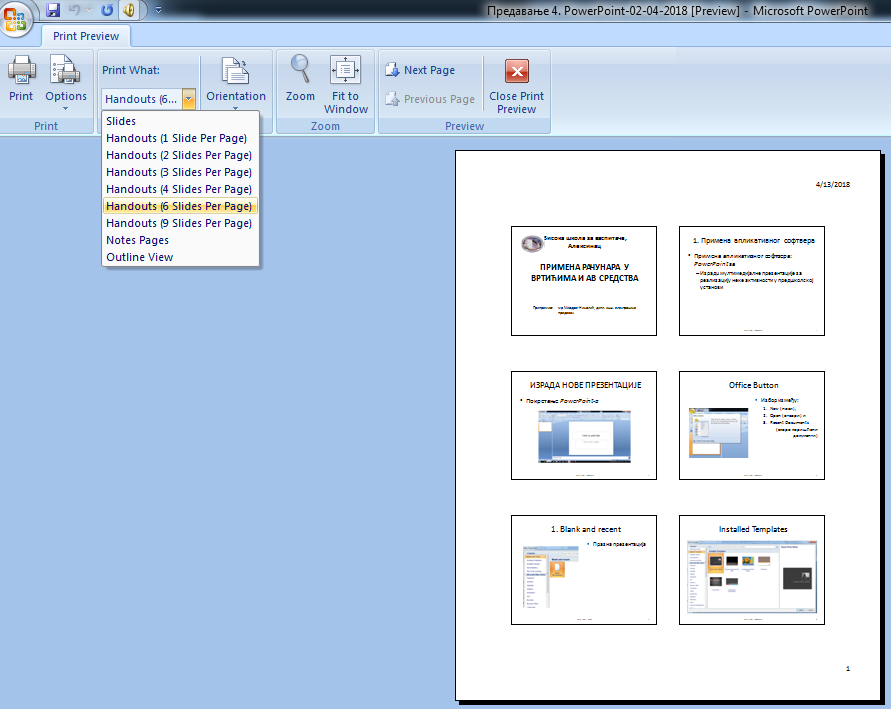 Предавање 4. PowerPoint-02-04-2018 [Preview] - Microsoft PowerPoint
Print Preview
Print
Options
Print
Print What:
Handouts (6...
Orientation
Slides
Handouts (1 Slide Per Page)
Handouts (2 Slides Per Page)
Handouts (3 Slides Per Page)
Handouts (4 Slides Per Page)
Handouts (6 Slides Per Page)
Handouts (9 Slides Per Page)
Notes Pages
Outline View
Zoom
Fit to
Window
Zoom
Next Page
Previous Page
Close Print
Preview
Preview
4/13/2018
Висока школа за васпитаче,
Алексинац
ПРИМЕНА РАЧУНАРА У
ВРТИЋИМА И АВ СРЕДСТВА
1. Примена апликативног софтвера
• Примена апликативног софтвера:
PowerPoint за
– Израду мултимедијалне презентације за
реализацију неке активности у предшколској
установи
ИЗРАДА НОВЕ ПРЕЗЕНТАЦИЈЕ
• Покретање PowerPoint-a
Office Button
• Избор између:
1. New (нови),
2. Open (отвори) и
3. Recent Documents
1. Blank and recent
• Празна презентација
Installed Templates
1